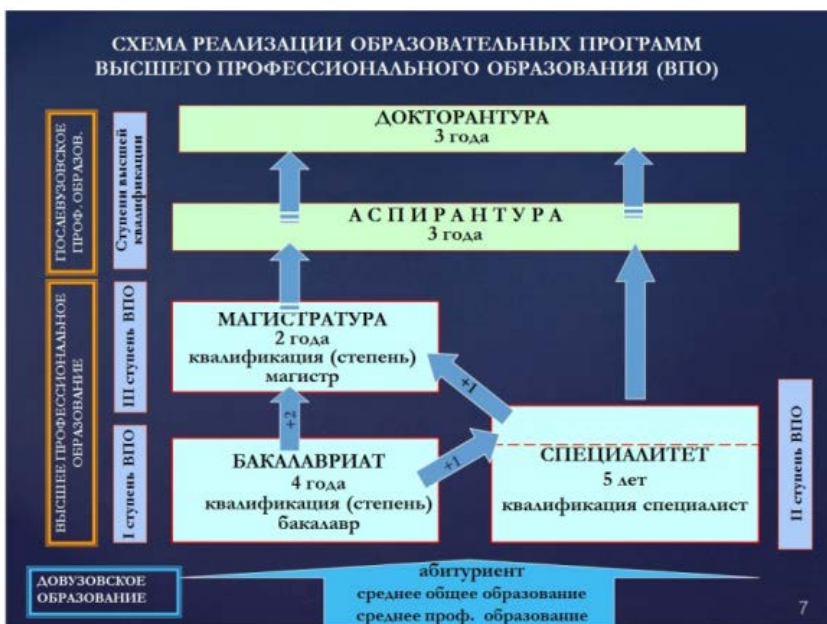 СХЕМА РЕАЛИЗАЦИИ ОБРАЗОВАТЕЛЬНЫХ ПРОГРАММ
ВЫСШЕГО ПРОФЕССИОНАЛЬНОГО ОБРАЗОВАНИЯ (ВПО)
ПОСЛЕВУЗОВСКОЕ
ПРОФ. ОБРАЗОВ.
Ступени высшей
квалификации
ДОКТОРАНТУРА
3 года
АСПИРАНТУРА
3 года
ВЫСШЕЕ ПРОФЕССИОНАЛЬНОЕ
ОБРАЗОВАНИЕ
III ступень ВПО
МАГИСТРАТУРА
2 года
квалификация (степень)
магистр
+1
+2
I ступень ВПО
БАКАЛАВРИАТ
4 года
квалификация (степень)
бакалавр
+1
СПЕЦИАЛИТЕТ
5 лет
квалификация специалист
II ступень ВПО
ДОВУЗОВСКОЕ
ОБРАЗОВАНИЕ
абитуриент
среднее общее образование
среднее проф. образование
7